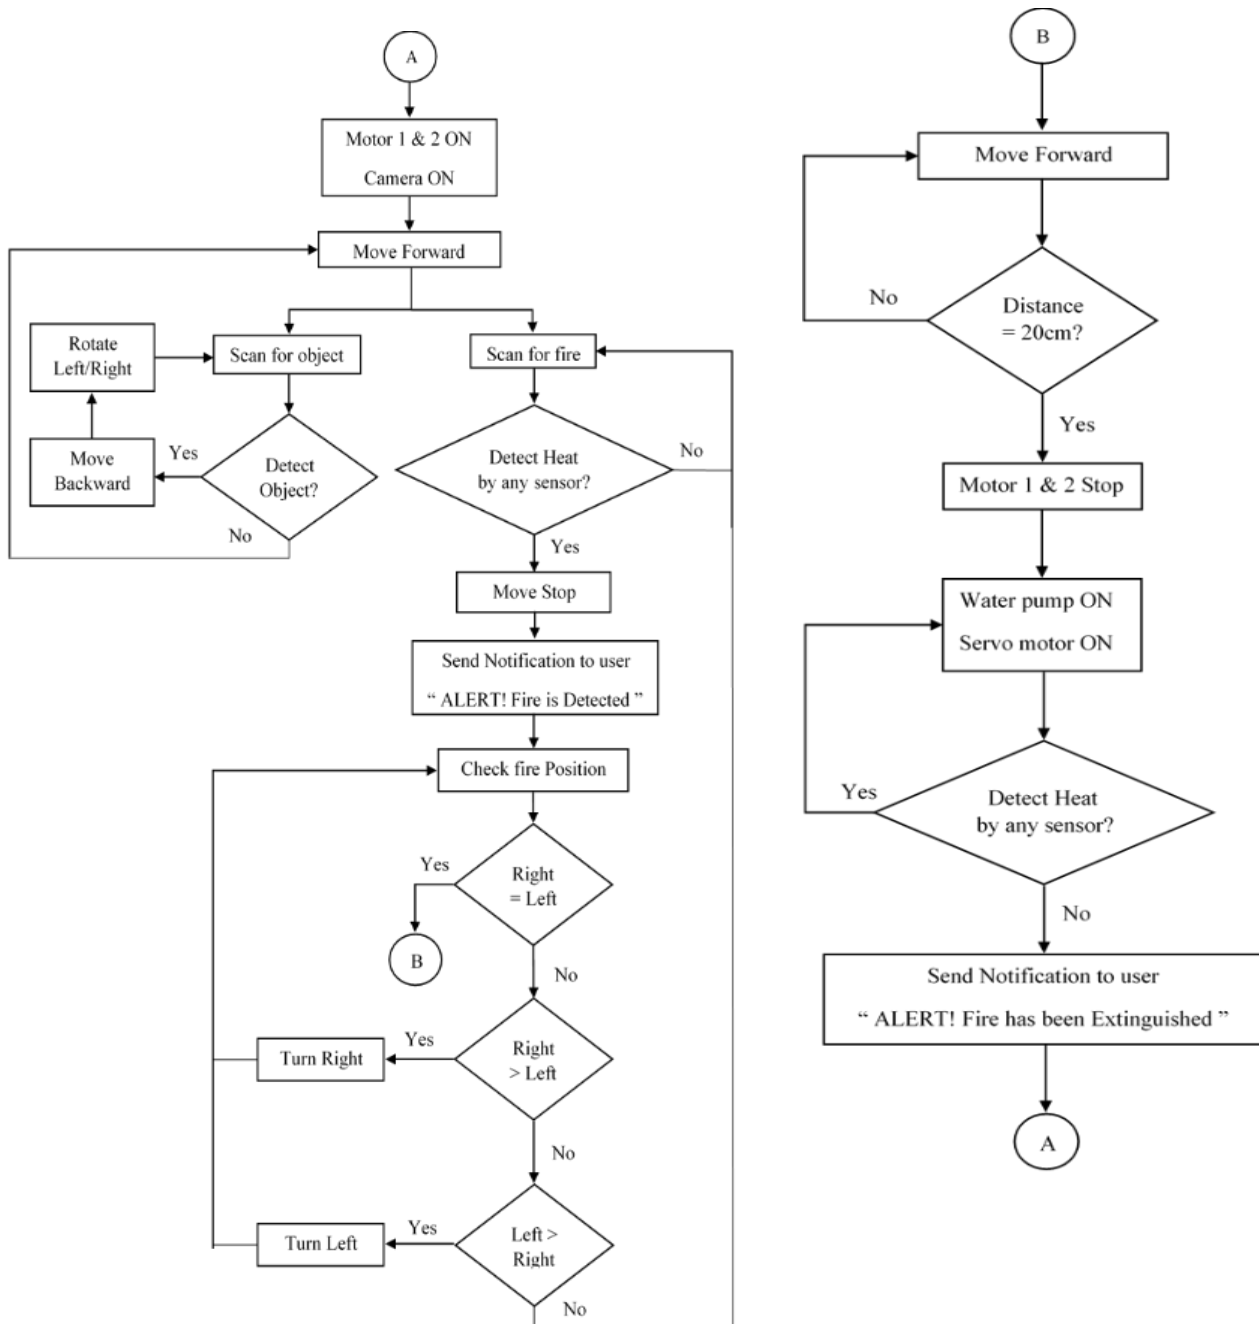 A
Motor 1 & 2 ON
Camera ON
Move Forward
Scan for object
Scan for fire
Rotate
Left/Right
Move
Backward
Yes
Detect
Object?
No
Detect Heat
by any sensor?
No
Yes
Move Stop
Send Notification to user
“ ALERT! Fire is Detected ”
Check fire Position
Yes
Right
= Left
B
No
Turn Right
Yes
Right
> Left
No
Turn Left
Yes
Left >
Right
No
B
Move Forward
No
Distance
= 20cm?
Yes
Motor 1 & 2 Stop
Water pump ON
Servo motor ON
Yes
Detect Heat
by any sensor?
No
Send Notification to user
“ ALERT! Fire has been Extinguished ”
A